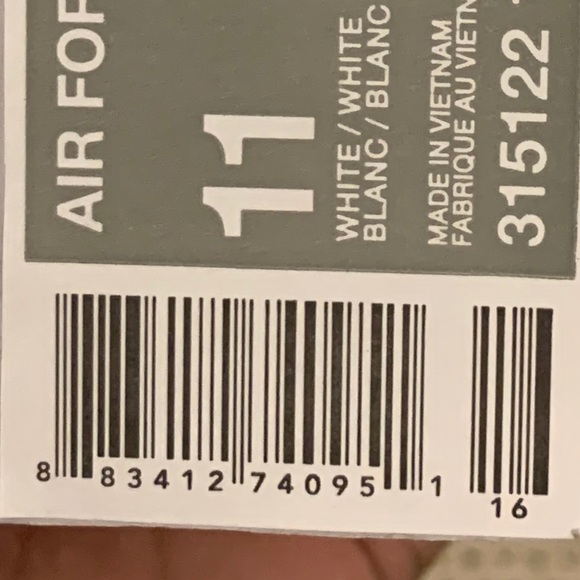 AIR FOR
11
WHITE / WHITE
BLANC / BLANC
MADE IN VIETNAM
FABRIQUE AU VIETN
315122
8 83412 74095 1
16